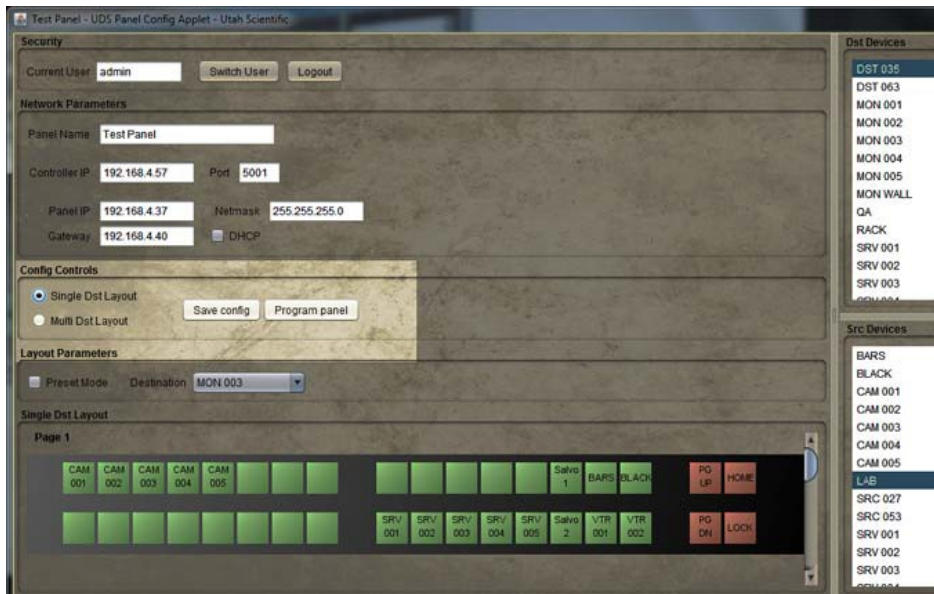 Test Panel - UDS Panel Config Applet - Utah Scientific
Security
Current User admin Switch User Logout
Network Parameters
Panel Name Test Panel
Controller IP 192.168.4.57 Port 5001
Panel IP 192.168.4.37 Netmask 255.255.255.0
Gateway 192.168.4.40 DHCP
Config Controls
Single Dst Layout
Multi Dst Layout
Save config Program panel
Layout Parameters
Preset Mode Destination MON 003
Single Dst Layout
Page 1
CAM 001 CAM 002 CAM 003 CAM 004 CAM 005 Salvo 1 BARS BLACK PG UP HOME
SRV 001 SRV 002 SRV 003 SRV 004 SRV 005 Salvo 2 VTR 001 VTR 002 PG DN LOCK
Dst Devices
DST 035
DST 063
MON 001
MON 002
MON 003
MON 004
MON 005
MON WALL
QA
RACK
SRV 001
SRV 002
SRV 003
Src Devices
BARS
BLACK
CAM 001
CAM 002
CAM 003
CAM 004
CAM 005
LAB
SRC 027
SRC 053
SRV 001
SRV 002
SRV 003